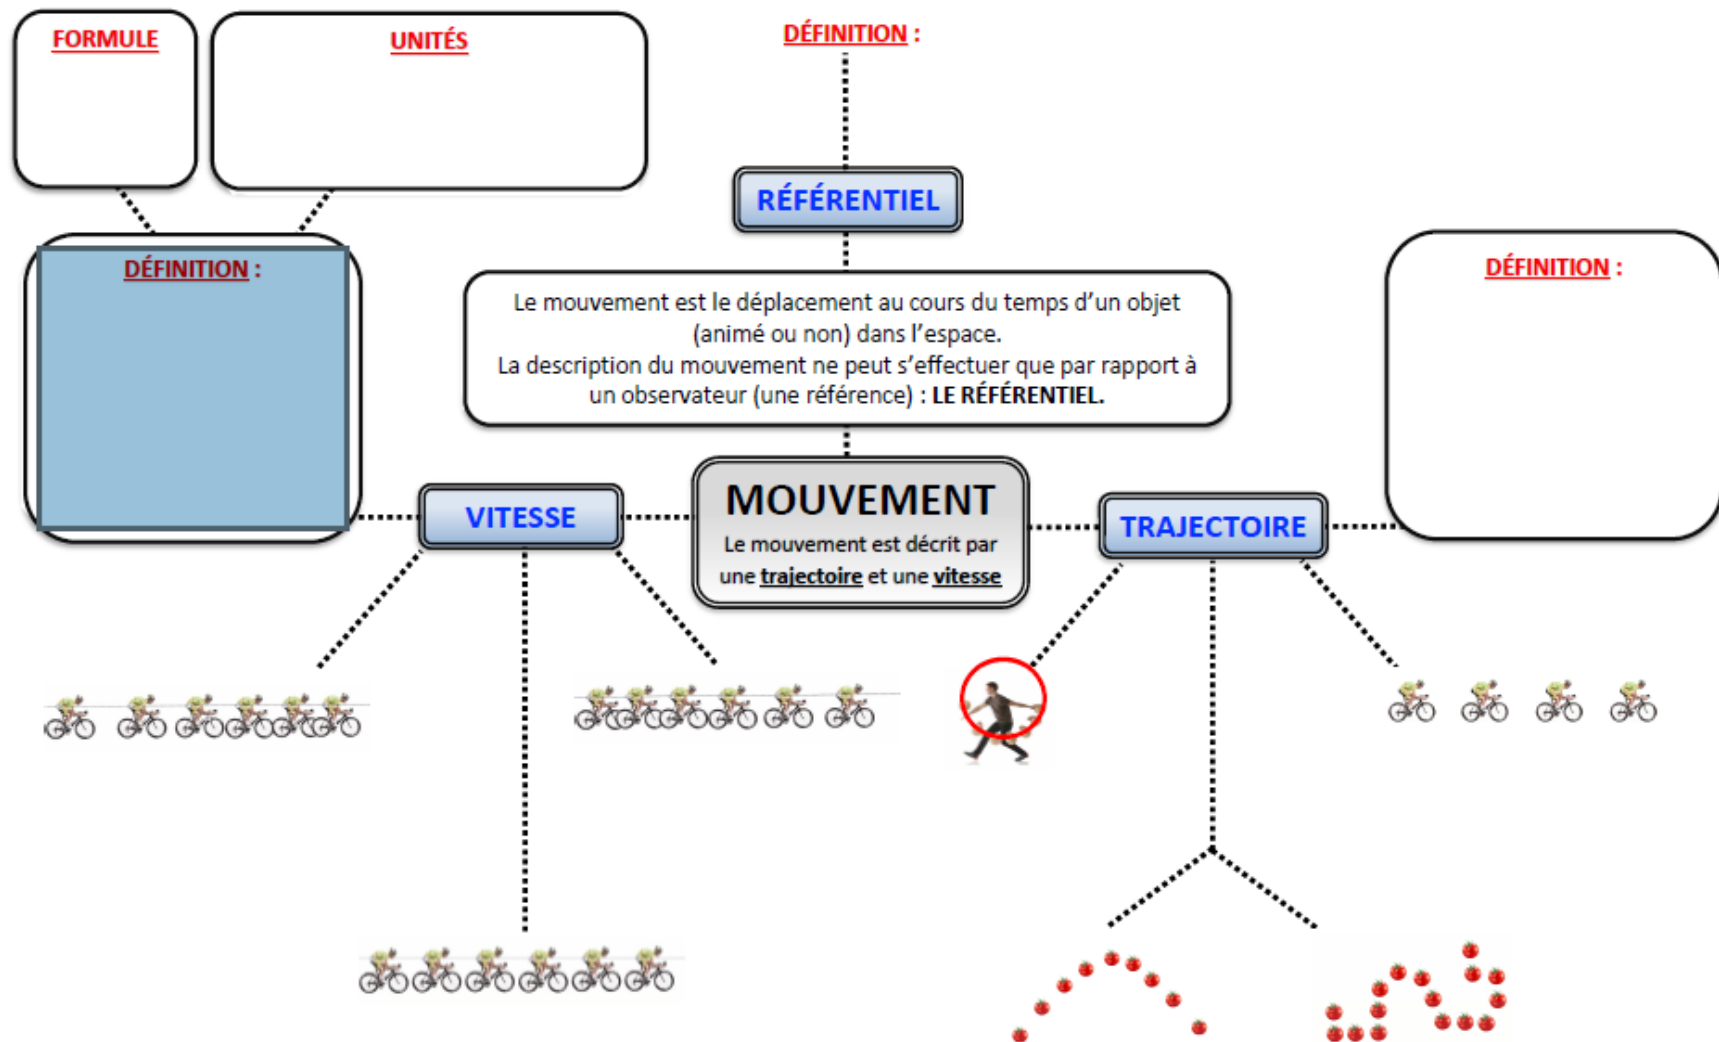 FORMULE
UNITÉS
DÉFINITION :
RÉFÉRENTIEL
DÉFINITION :
Le mouvement est le déplacement au cours du temps d’un objet
(animé ou non) dans l’espace.
La description du mouvement ne peut s’effectuer que par rapport à
un observateur (une référence) : LE RÉFÉRENTIEL.
DÉFINITION :
VITESSE
MOUVEMENT
Le mouvement est décrit par
une trajectoire et une vitesse
TRAJECTOIRE